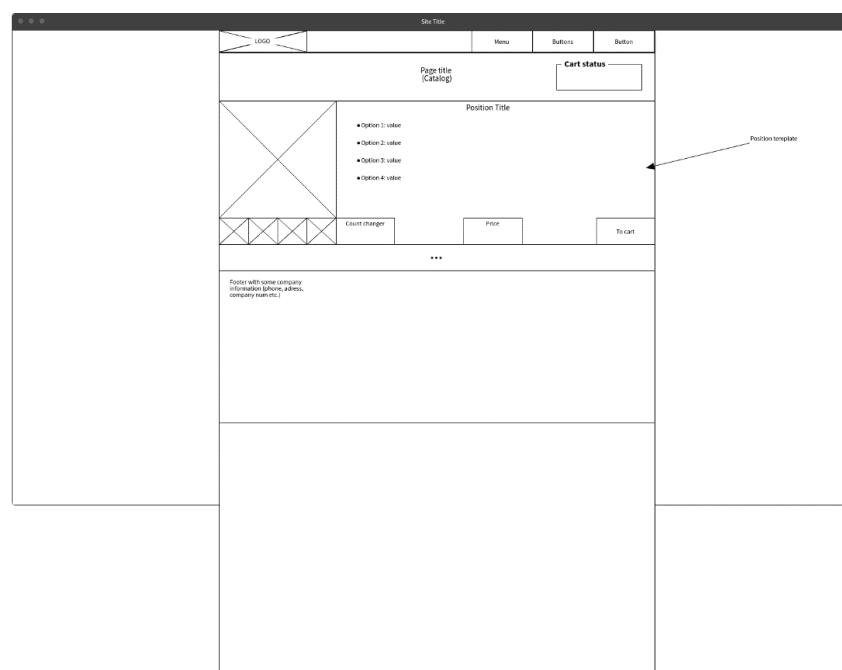 Site Title
LOGO
Menu
Buttons
Button
Page title
(Catalog)
Cart status
Position Title
• Option 1: value
• Option 2: value
• Option 3: value
• Option 4: value
Position template
Count changer
Price
To cart
•••
Footer with some company
information (phone, adress,
company num etc.)